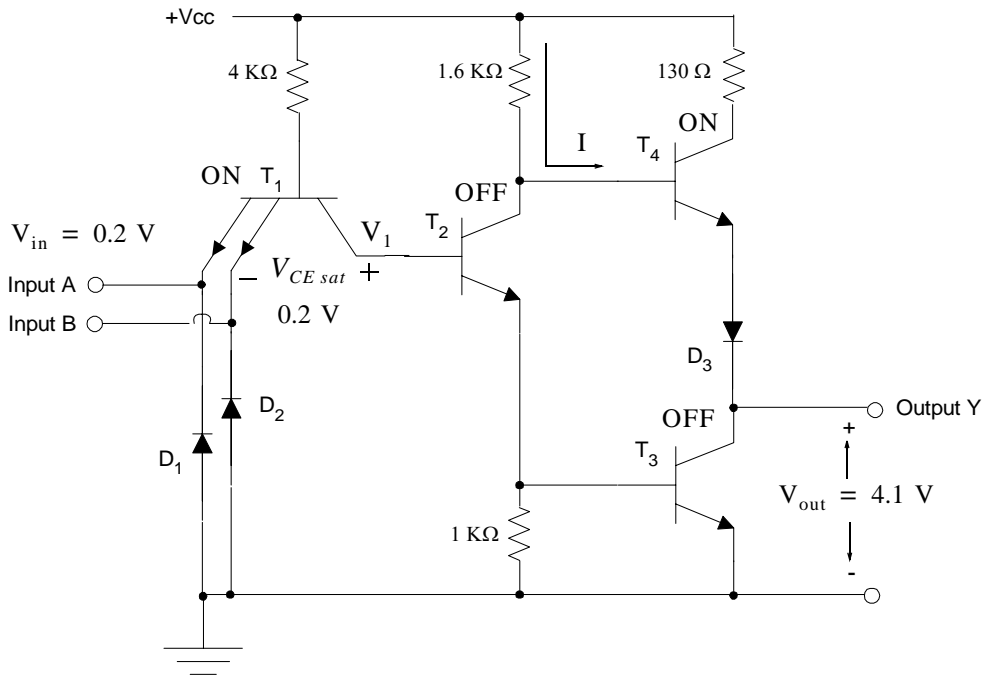 +Vcc
4 KΩ
1.6 KΩ
130 Ω
ON
I
T4
ON
T1
OFF
Vin = 0.2 V
V1
T2
Input A
− VCE sat +
Input B
0.2 V
D3
D2
OFF
Output Y
D1
T3
+
Vout = 4.1 V
1 KΩ
-